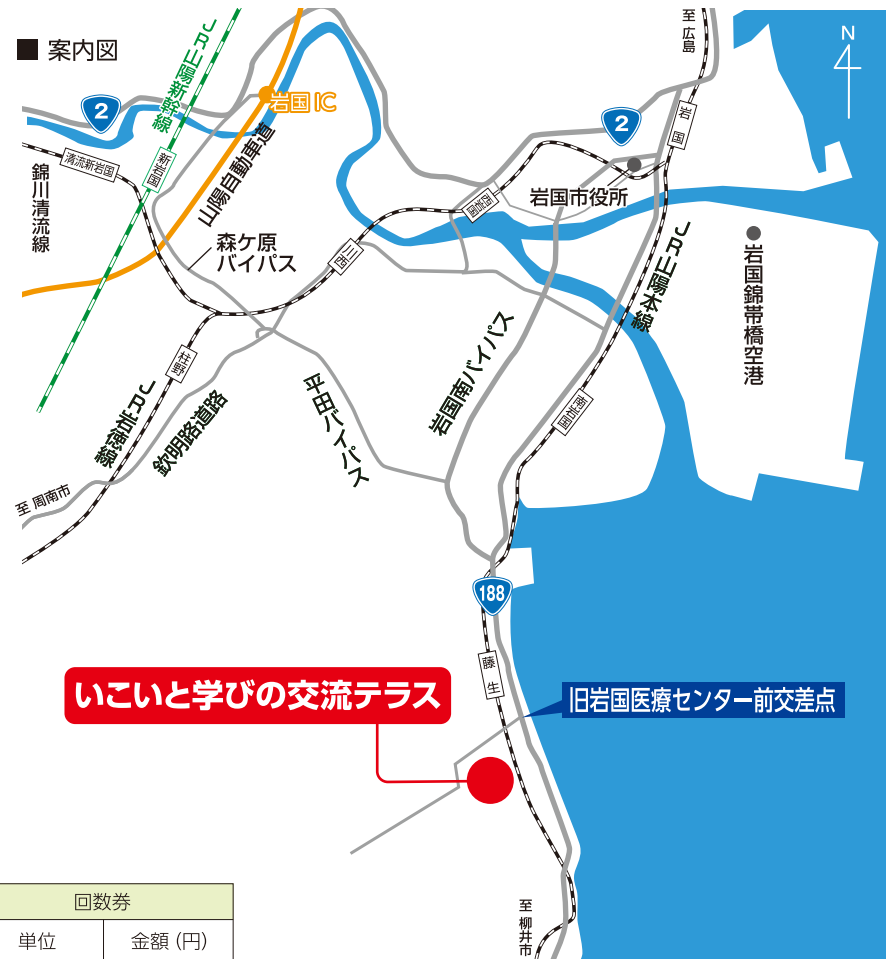 ■ 案内図
至 広島
N
JR山陽新幹線
2
岩国IC
2
岩国
清流新岩国
新岩国
山陽自動車道
錦川清流線
西岩国
岩国市役所
森ケ原
バイパス
川西
JR山陽本線
岩国錦帯橋空港
柱野
岩国南バイパス
平田バイパス
JR岩徳線
欽明路道路
南岩国
至 周南市
188
藤生
いこいと学びの交流テラス
旧岩国医療センター前交差点
回数券
単位
金額（円）
至 柳井市